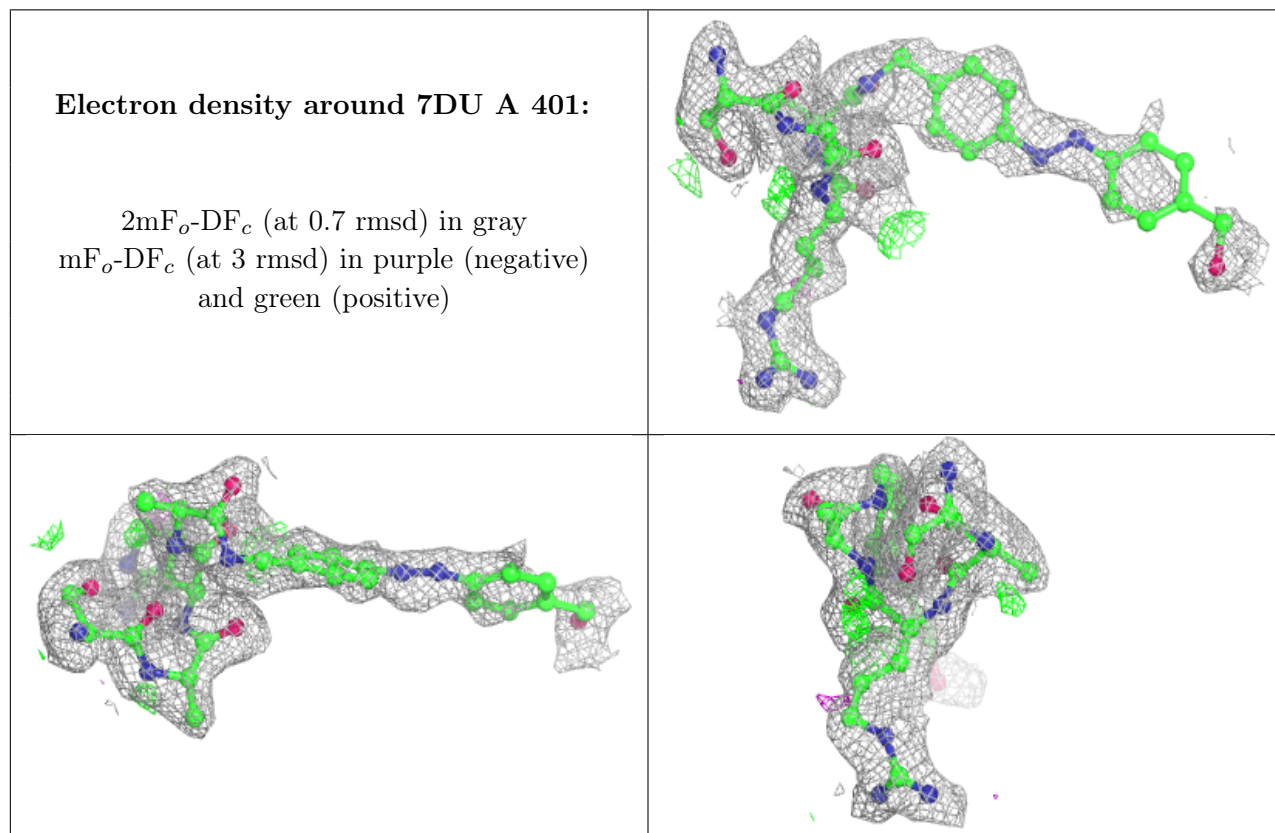 Electron density around 7DU A 401:
2mFo-DFc (at 0.7 rmsd) in gray
mFo-DFc (at 3 rmsd) in purple (negative)
and green (positive)